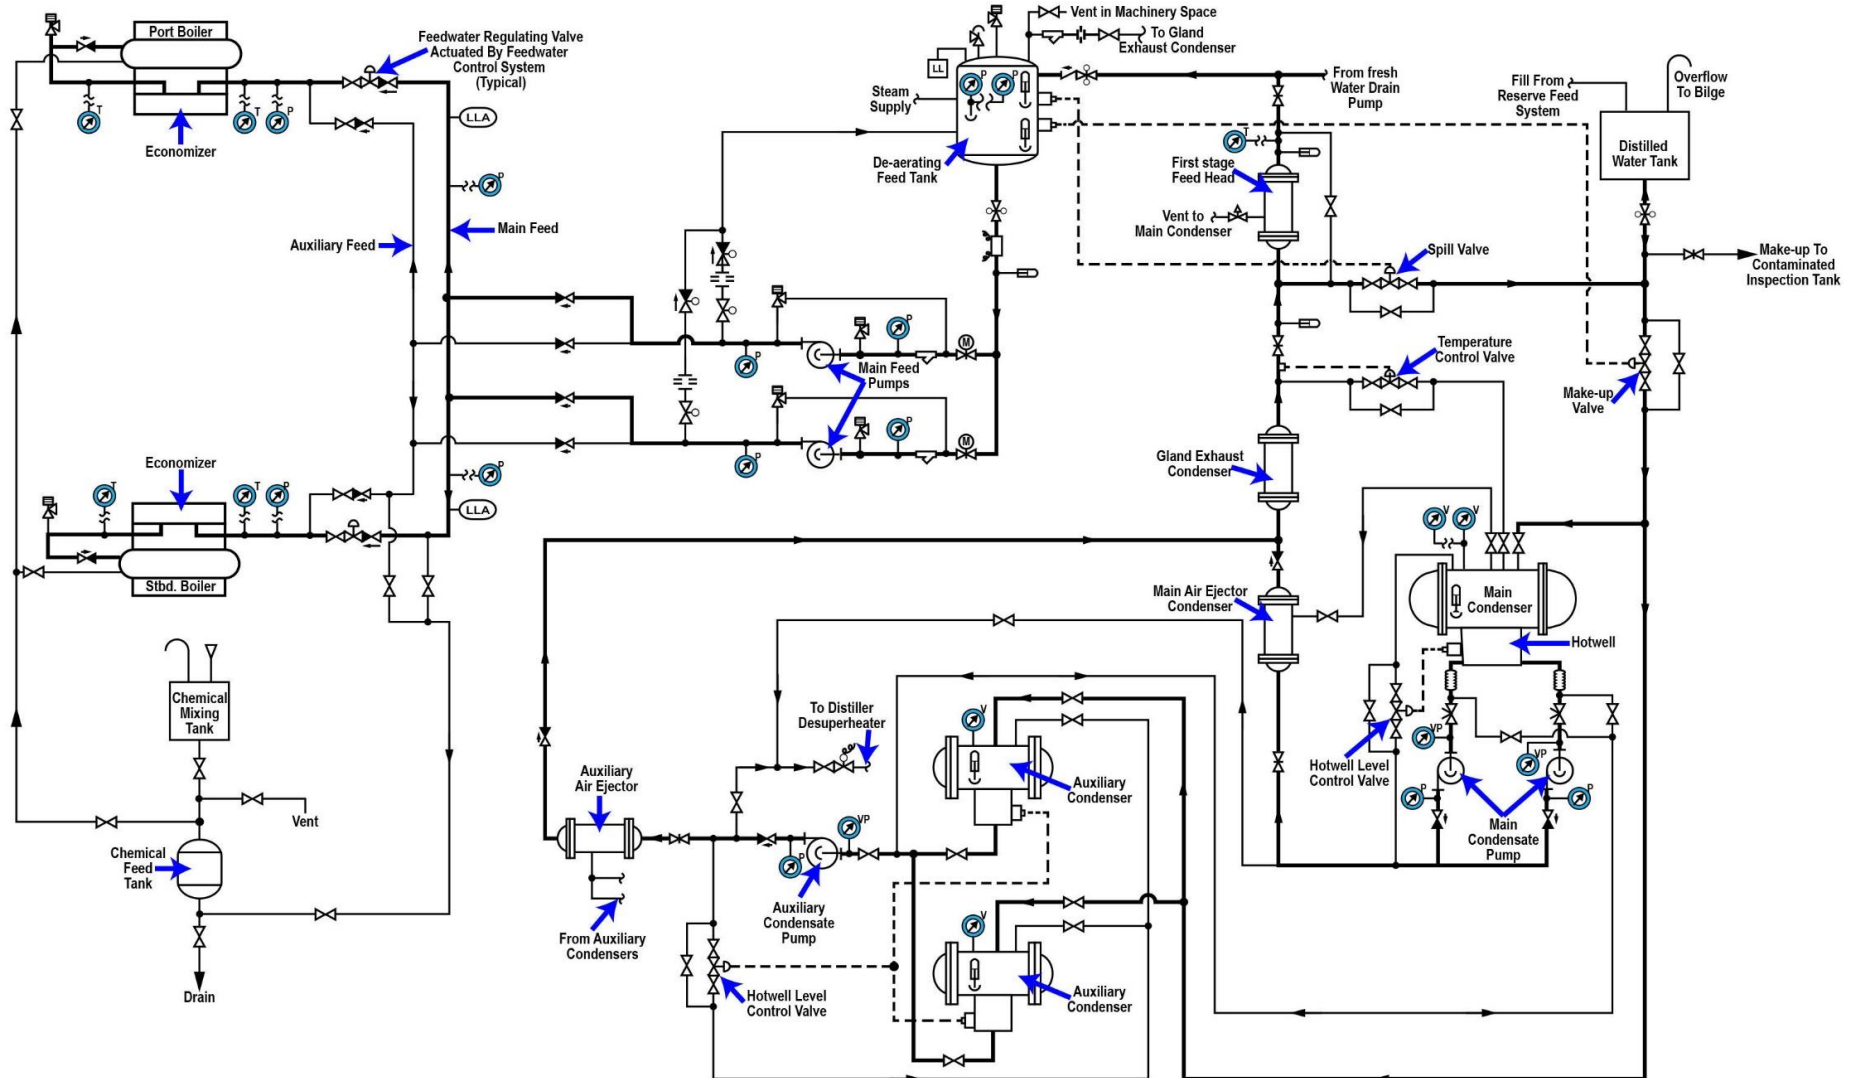 Port Boiler
Feedwater Regulating Valve
Actuated By Feedwater
Control System
(Typical)
T
T
P
Economizer
LLA
P
Auxiliary Feed
Main Feed
Vent in Machinery Space
To Gland
Exhaust Condenser
LL
P
P
Steam
Supply
De-aerating
Feed Tank
From fresh
Water Drain
Pump
T
First stage
Feed Head
Vent to
Main Condenser
Fill From
Reserve Feed
System
Overflow
To Bilge
Distilled
Water Tank
Spill Valve
Make-up To
Contaminated
Inspection Tank
Temperature
Control Valve
Make-up
Valve
P
P
M
Main Feed
Pumps
P
P
M
Gland Exhaust
Condenser
Economizer
T
T
P
P
LLA
Stbd. Boiler
V
V
Main Air Ejector
Condenser
Main
Condenser
Hotwell
Chemical
Mixing
Tank
Vent
Chemical
Feed
Tank
Drain
To Distiller
Desuperheater
V
Auxiliary
Air Ejector
VP
P
Auxiliary
Condenser
Auxiliary
Condensate
Pump
From Auxiliary
Condensers
V
Auxiliary
Condenser
Hotwell Level
Control Valve
VP
VP
Hotwell Level
Control Valve
P
P
Main
Condensate
Pump